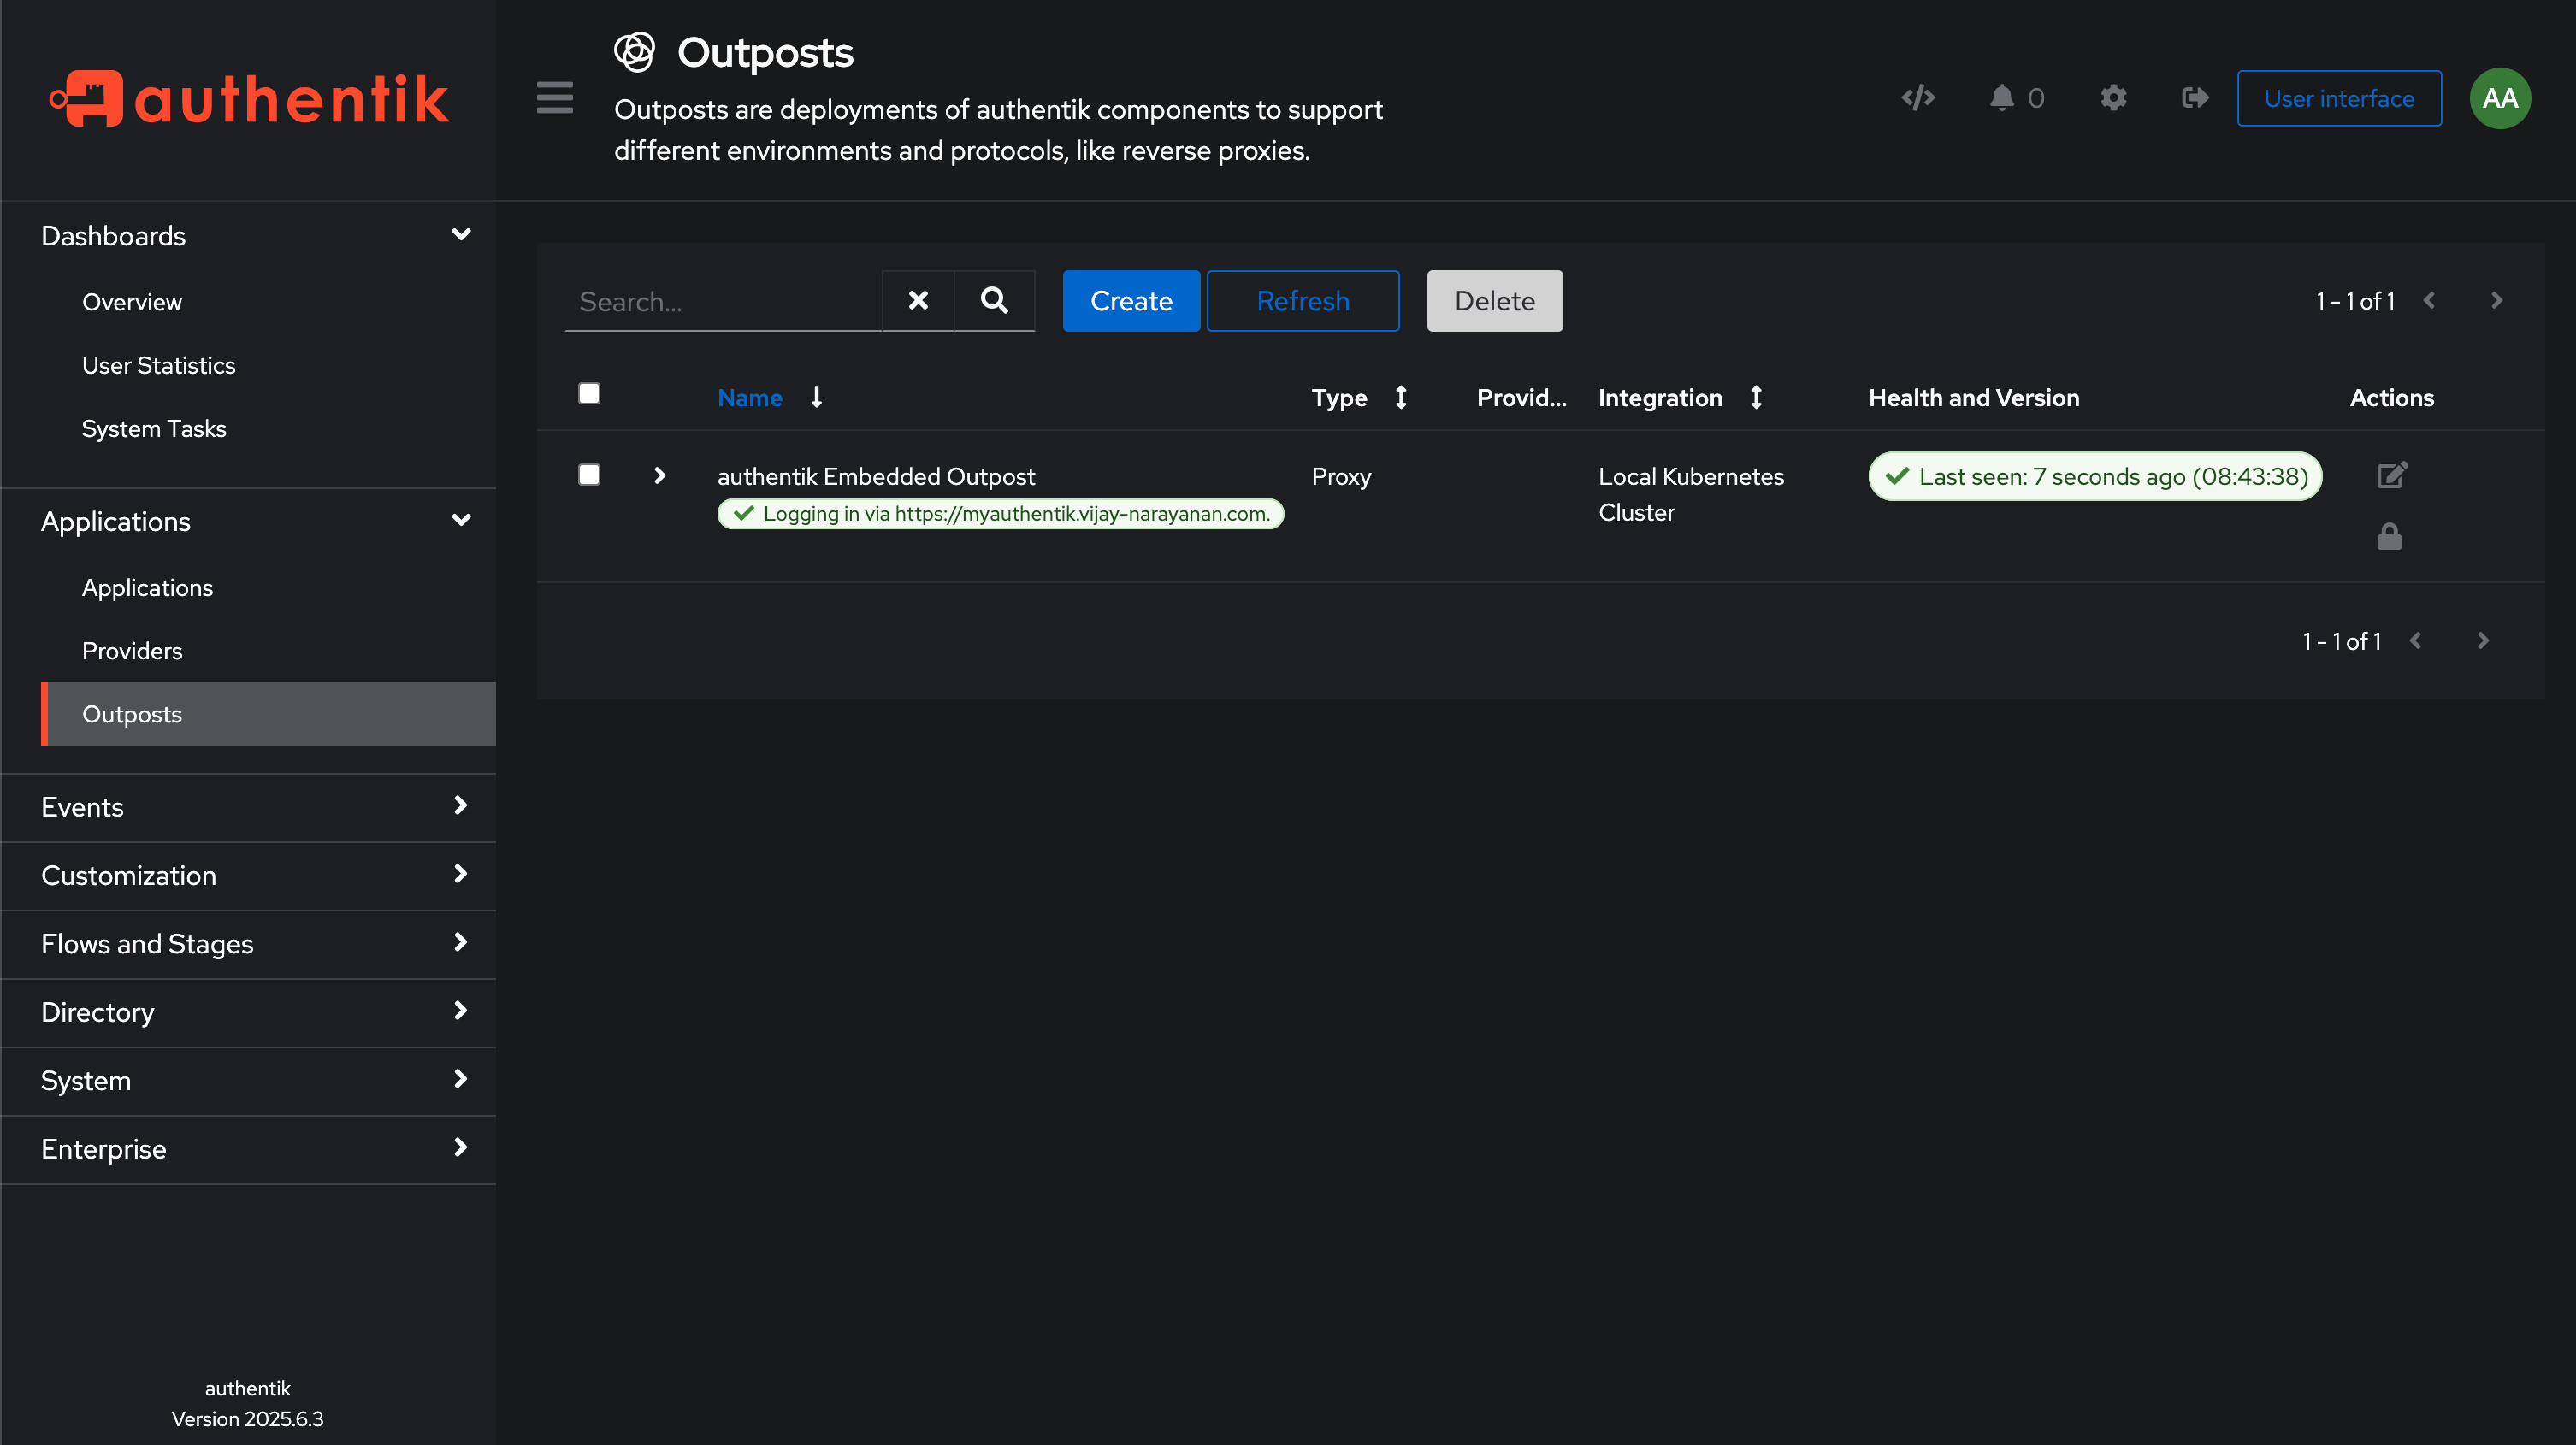 authentik
Outposts
Outposts are deployments of authentik components to support
different environments and protocols, like reverse proxies.
0
User interface
AA
Dashboards
Overview
User Statistics
System Tasks
Applications
Applications
Providers
Outposts
Events
Customization
Flows and Stages
Directory
System
Enterprise
authentik
Version 2025.6.3
Search...
Create
Refresh
Delete
1 - 1 of 1
Name
Type
Provid...
Integration
Health and Version
Actions
authentik Embedded Outpost
Logging in via https://myauthentik.vijay-narayanan.com.
Proxy
Local Kubernetes
Cluster
Last seen: 7 seconds ago (08:43:38)
1 - 1 of 1